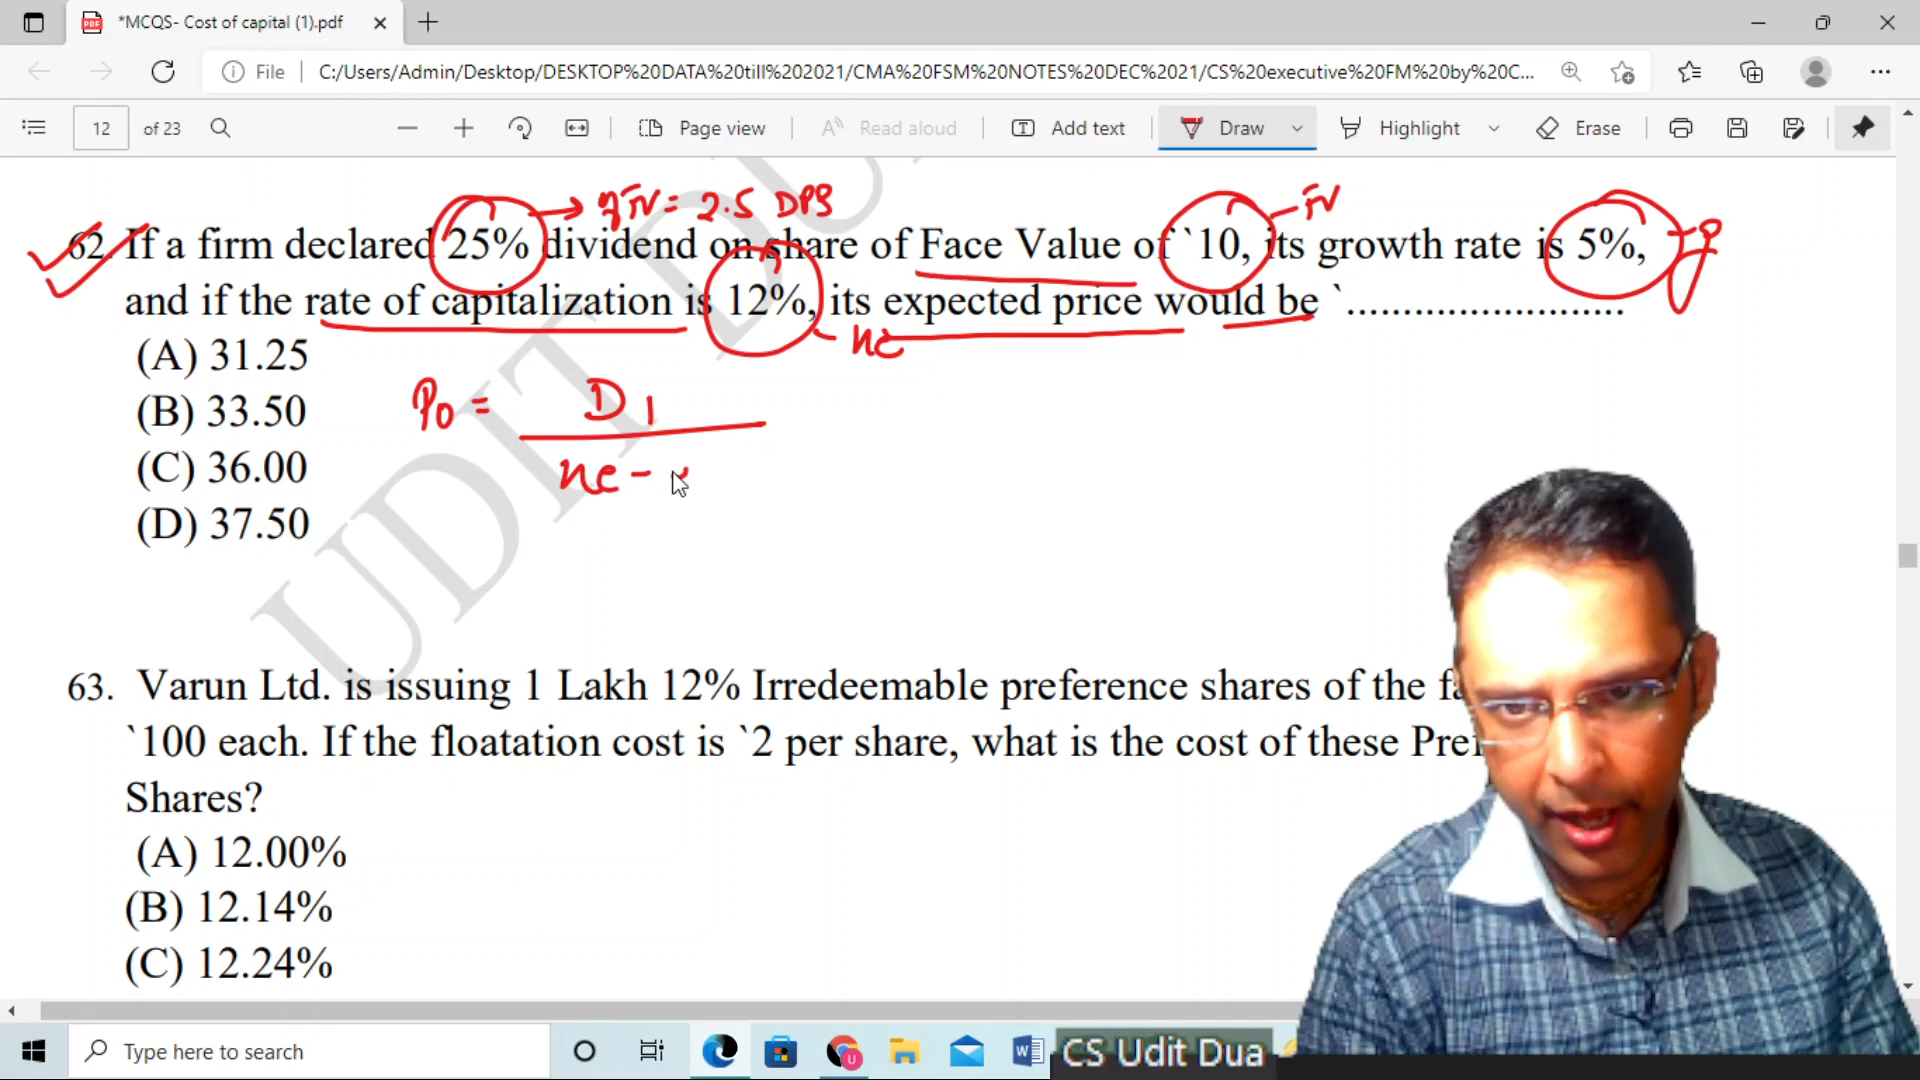 *MCQS- Cost of capital (1).pdf
File C:/Users/Admin/Desktop/DESKTOP%20DATA%20till%202021/CMA%20FSM%20NOTES%20DEC%2021/CS%20executive%20FM%20by%20C...
12 of 23 Page view Read aloud Add text Draw Highlight Erase
FV = 2.5 DPS FV
62. If a firm declared 25% dividend on share of Face Value of `10, its growth rate is 5%, g
and if the rate of capitalization is 12%, its expected price would be `.........................
Ke
(A) 31.25
(B) 33.50
(C) 36.00
(D) 37.50
P0 = D1
Ke -
UDIT DU
63. Varun Ltd. is issuing 1 Lakh 12% Irredeemable preference shares of the
`100 each. If the floatation cost is `2 per share, what is the cost of these
Shares?
(A) 12.00%
(B) 12.14%
(C) 12.24%
Type here to search
CS Udit Dua